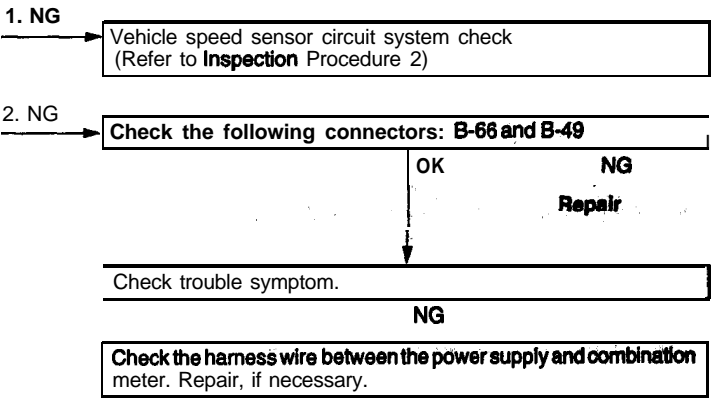 1. NG
Vehicle speed sensor circuit system check
(Refer to Inspection Procedure 2)
2. NG
Check the following connectors: B-66 and B-49
OK NG
Repair
Check trouble symptom.
NG
Check the harness wire between the power supply and combination
meter. Repair, if necessary.